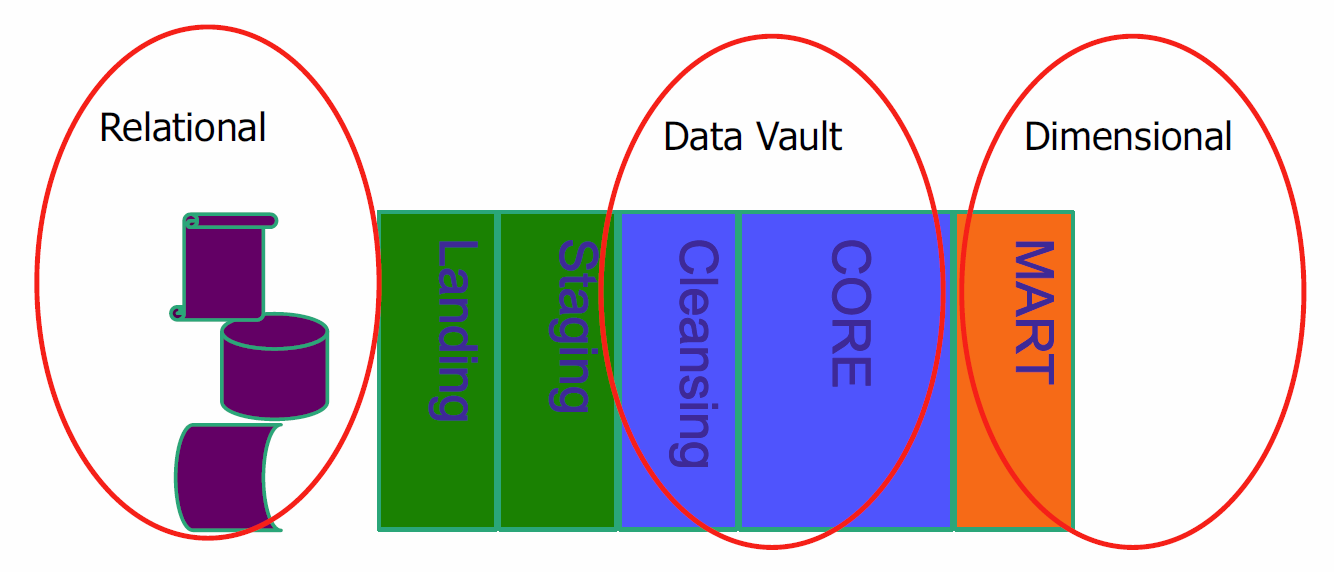 Relational
Data Vault
Dimensional
Landing
Staging
Cleansing
CORE
MART